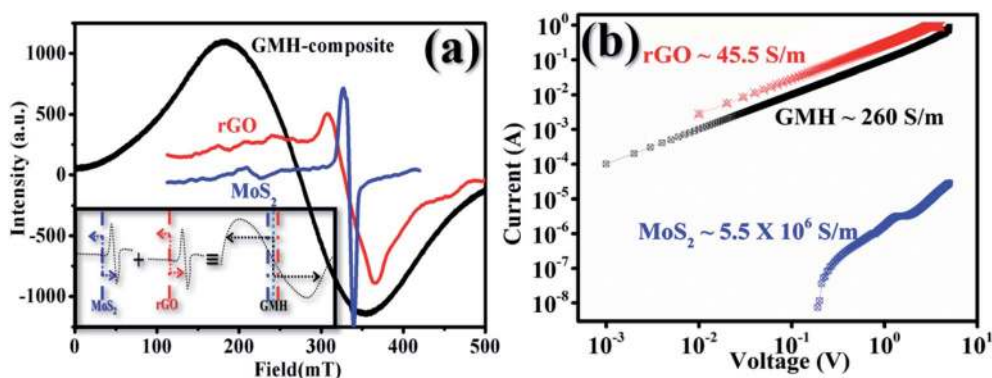 (a)
GMH-composite
rGO
MoS2
MoS2
rGO
GMH
+
≡
1000
500
0
-500
-1000
Intensity (a.u.)
0 100 200 300 400 500
Field(mT)
(b)
rGO ~ 45.5 S/m
GMH ~ 260 S/m
MoS2 ~ 5.5 X 10^6 S/m
10^0
10^-1
10^-2
10^-3
10^-4
10^-5
10^-6
10^-7
10^-8
Current (A)
10^-3 10^-2 10^-1 10^0 10^1
Voltage (V)